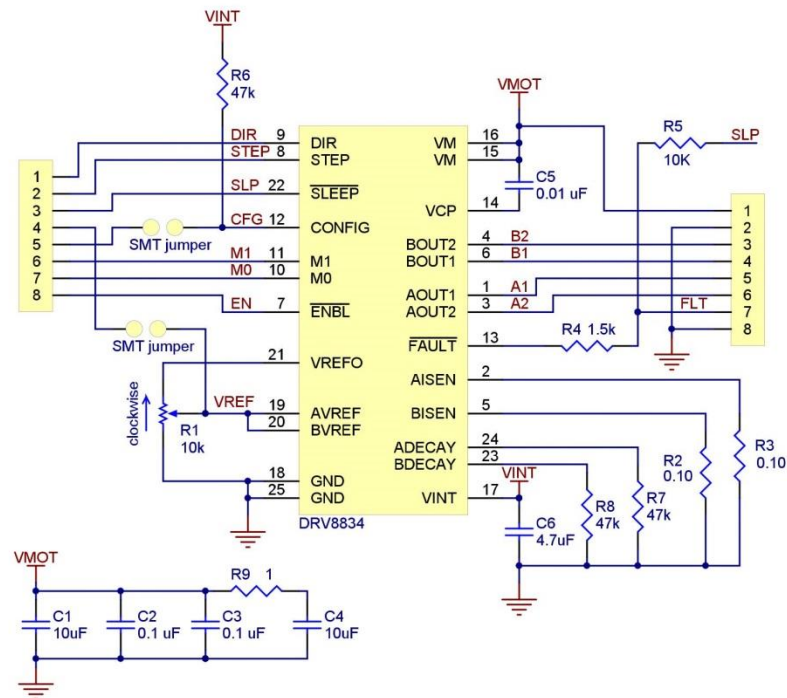 VINT
R6
47k
VMOT
DIR 9 DIR VM 16
STEP 8 STEP VM 15
R5
10K
SLP
C5
0.01 uF
1
2
3
4
5
6
7
8
SLP 22 SLEEP
VCP 14
CFG 12 CONFIG
SMT jumper
BOUT2 4 B2
M1 11 M1 BOUT1 6 B1
M0 10 M0
AOUT1 1 A1
EN 7 ENBL AOUT2 3 A2
FLT
1
2
3
4
5
6
7
8
SMT jumper
FAULT 13 R4 1.5k
21 VREFO
AISEN 2
clockwise
VREF 19 AVREF
20 BVREF
BISEN 5
R1
10k
ADECAY 24
BDECAY 23
R2
0.10
R3
0.10
18 GND
25 GND
VINT
VINT 17
R8
47k
R7
47k
DRV8834
C6
4.7uF
VMOT
R9 1
C1
10uF
C2
0.1 uF
C3
0.1 uF
C4
10uF